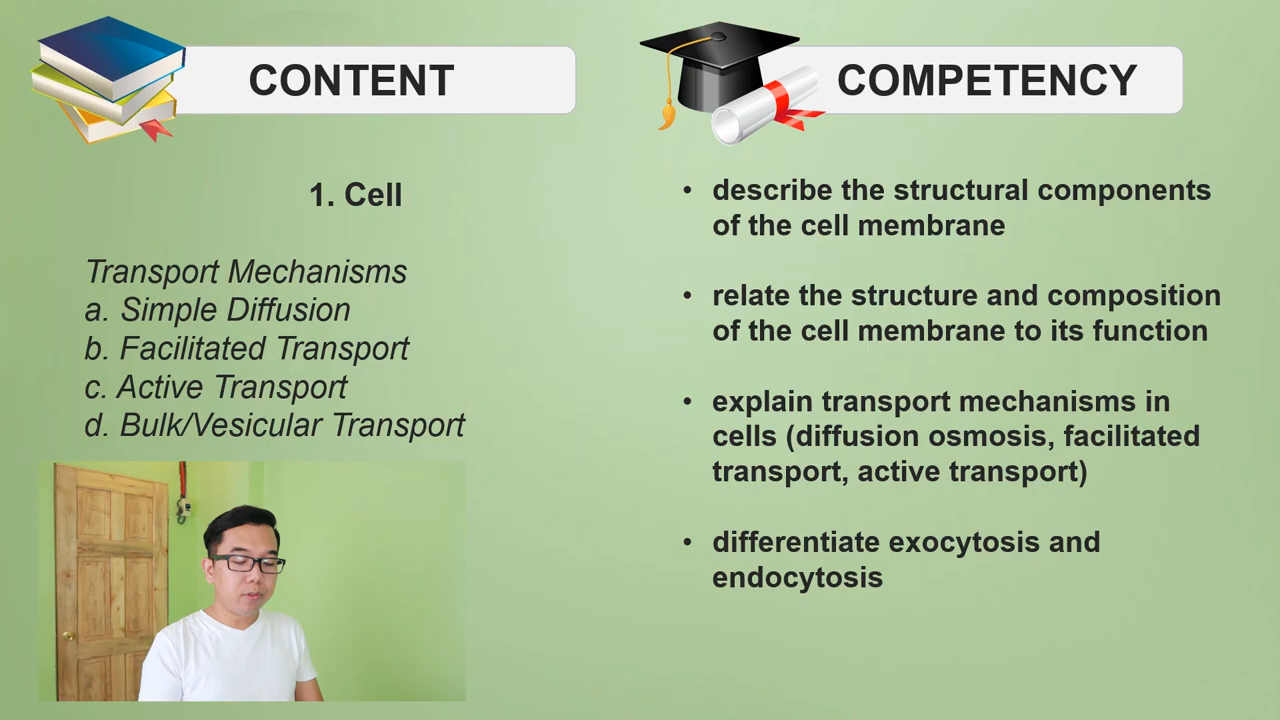 CONTENT
1. Cell
Transport Mechanisms
a. Simple Diffusion
b. Facilitated Transport
c. Active Transport
d. Bulk/Vesicular Transport
COMPETENCY
• describe the structural components
of the cell membrane
• relate the structure and composition
of the cell membrane to its function
• explain transport mechanisms in
cells (diffusion osmosis, facilitated
transport, active transport)
• differentiate exocytosis and
endocytosis